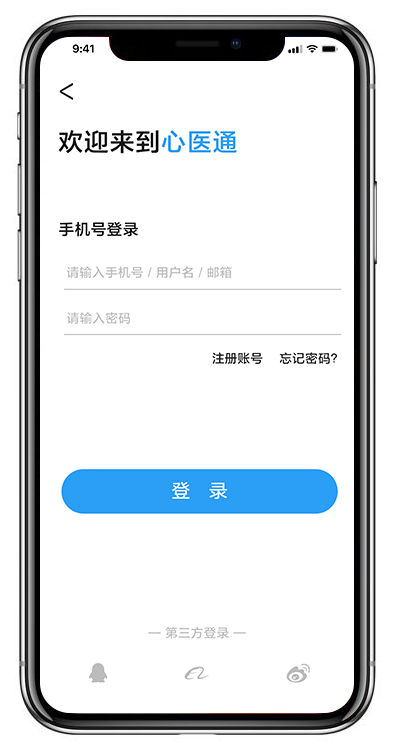 9:41
<
欢迎来到心医通
手机号登录
请输入手机号 / 用户名 / 邮箱
请输入密码
注册账号 忘记密码?
登 录
— 第三方登录 —